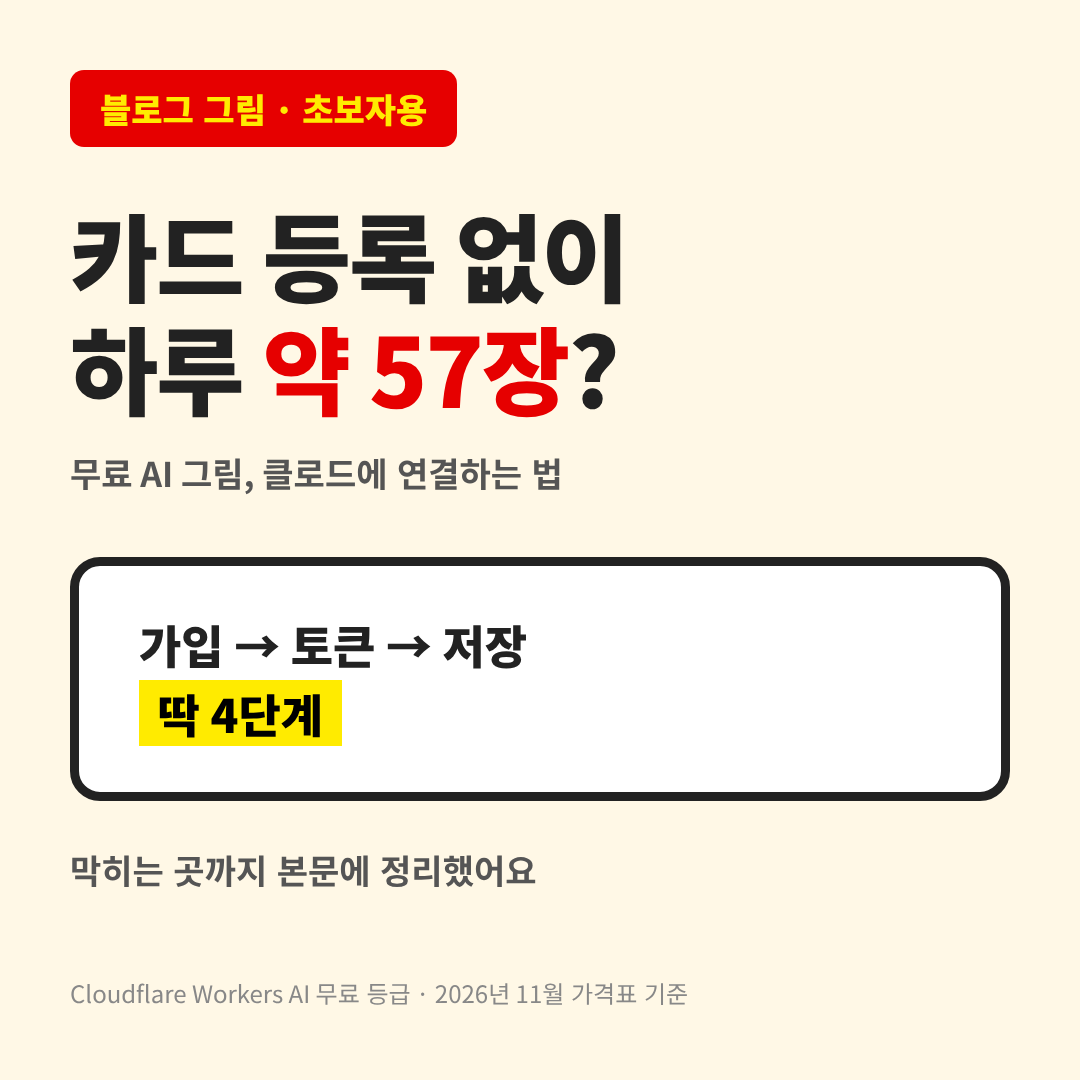 블로그 그림 · 초보자용
카드 등록 없이
하루 약 57장?
무료 AI 그림, 클로드에 연결하는 법
가입 → 토큰 → 저장
딱 4단계
막히는 곳까지 본문에 정리했어요
Cloudflare Workers AI 무료 등급 · 2026년 11월 가격표 기준